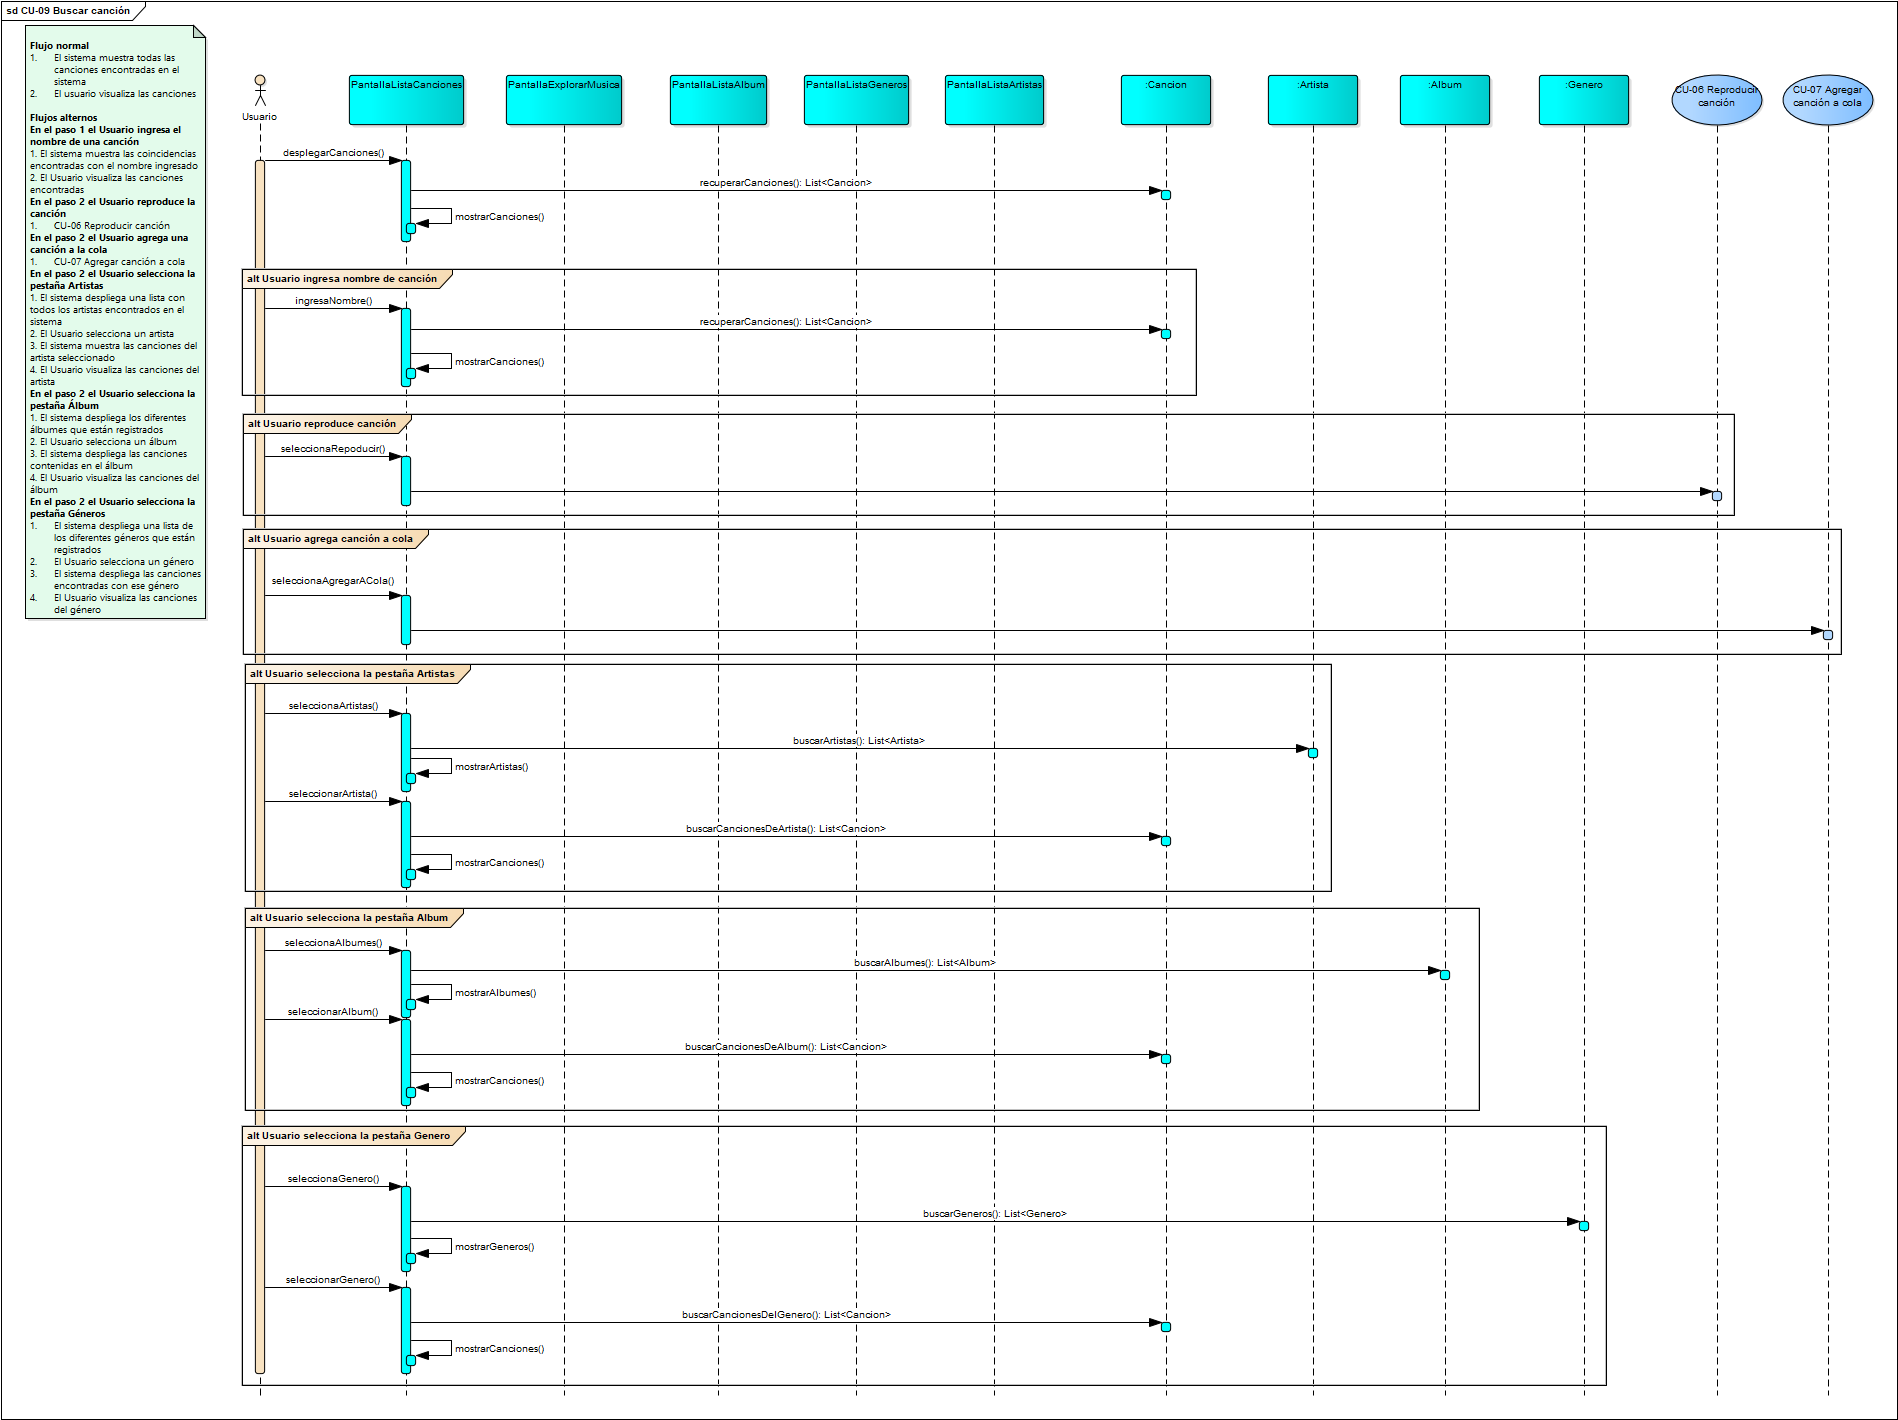 sd CU-09 Buscar canción
Flujo normal
1. El sistema muestra todas las
canciones encontradas en el
sistema
2. El usuario visualiza las canciones
Flujos alternos
En el paso 1 el Usuario ingresa el
nombre de una canción
1. El sistema muestra las coincidencias
encontradas con el nombre ingresado
2. El Usuario visualiza las canciones
encontradas
En el paso 2 el Usuario reproduce la
canción
1. CU-06 Reproducir canción
En el paso 2 el Usuario agrega una
canción a la cola
1. CU-07 Agregar canción a cola
En el paso 2 el Usuario selecciona la
pestaña Artistas
1. El sistema despliega una lista con
todos los artistas encontrados en el
sistema
2. El Usuario selecciona un artista
3. El sistema muestra las canciones del
artista seleccionado
4. El Usuario visualiza las canciones del
artista
En el paso 2 el Usuario selecciona la
pestaña Álbum
1. El sistema despliega los diferentes
álbumes que están registrados
2. El Usuario selecciona un álbum
3. El sistema despliega las canciones
contenidas en el álbum
4. El Usuario visualiza las canciones del
álbum
En el paso 2 el Usuario selecciona la
pestaña Géneros
1. El sistema despliega una lista de
los diferentes géneros que están
registrados
2. El Usuario selecciona un género
3. El sistema despliega las canciones
encontradas con ese género
4. El Usuario visualiza las canciones
del género
Usuario
PantallaListaCanciones
PantallaExplorarMusica
PantallaListaAlbum
PantallaListaGeneros
PantallaListaArtistas
:Cancion
:Artista
:Album
:Genero
CU-06 Reproducir
canción
CU-07 Agregar
canción a cola
desplegarCanciones()
recuperarCanciones(): List<Cancion>
mostrarCanciones()
alt Usuario ingresa nombre de canción
ingresaNombre()
recuperarCanciones(): List<Cancion>
mostrarCanciones()
alt Usuario reproduce canción
seleccionaRepoducir()
alt Usuario agrega canción a cola
seleccionaAgregarACola()
alt Usuario selecciona la pestaña Artistas
seleccionaArtistas()
buscarArtistas(): List<Artista>
mostrarArtistas()
seleccionarArtista()
buscarCancionesDeArtista(): List<Cancion>
mostrarCanciones()
alt Usuario selecciona la pestaña Album
seleccionaAlbumes()
buscarAlbumes(): List<Album>
mostrarAlbumes()
seleccionarAlbum()
buscarCancionesDeAlbum(): List<Cancion>
mostrarCanciones()
alt Usuario selecciona la pestaña Genero
seleccionaGenero()
buscarGeneros(): List<Genero>
mostrarGeneros()
seleccionarGenero()
buscarCancionesDelGenero(): List<Cancion>
mostrarCanciones()